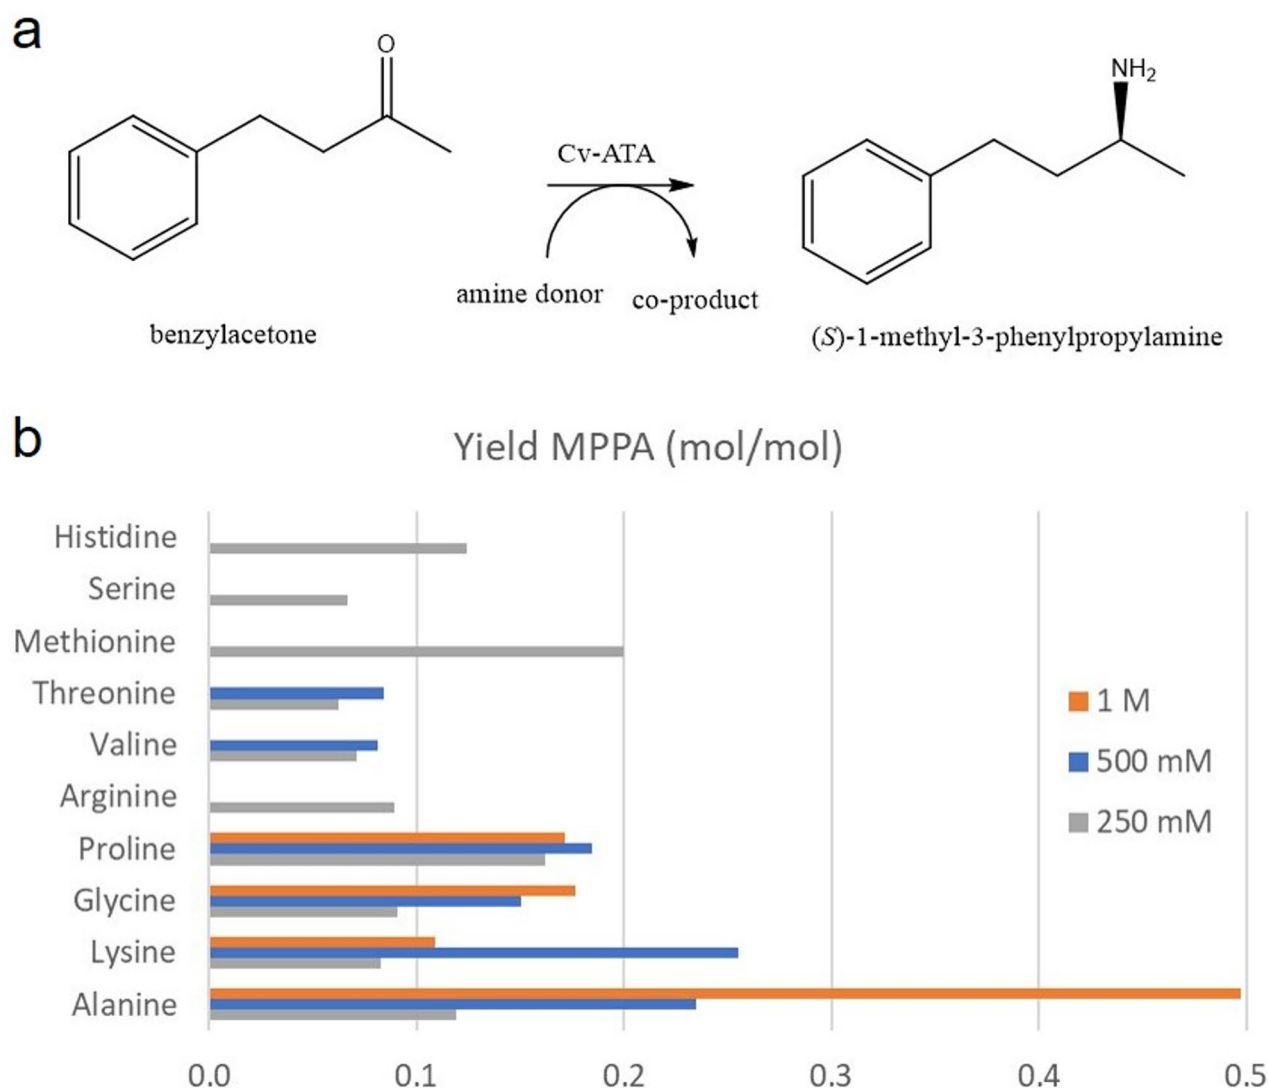 a
O
NH₂
Cv-ATA
amine donor co-product
benzylacetone
(S)-1-methyl-3-phenylpropylamine
b
Yield MPPA (mol/mol)
Histidine
Serine
Methionine
Threonine
Valine
Arginine
Proline
Glycine
Lysine
Alanine
1 M
500 mM
250 mM
0.0 0.1 0.2 0.3 0.4 0.5